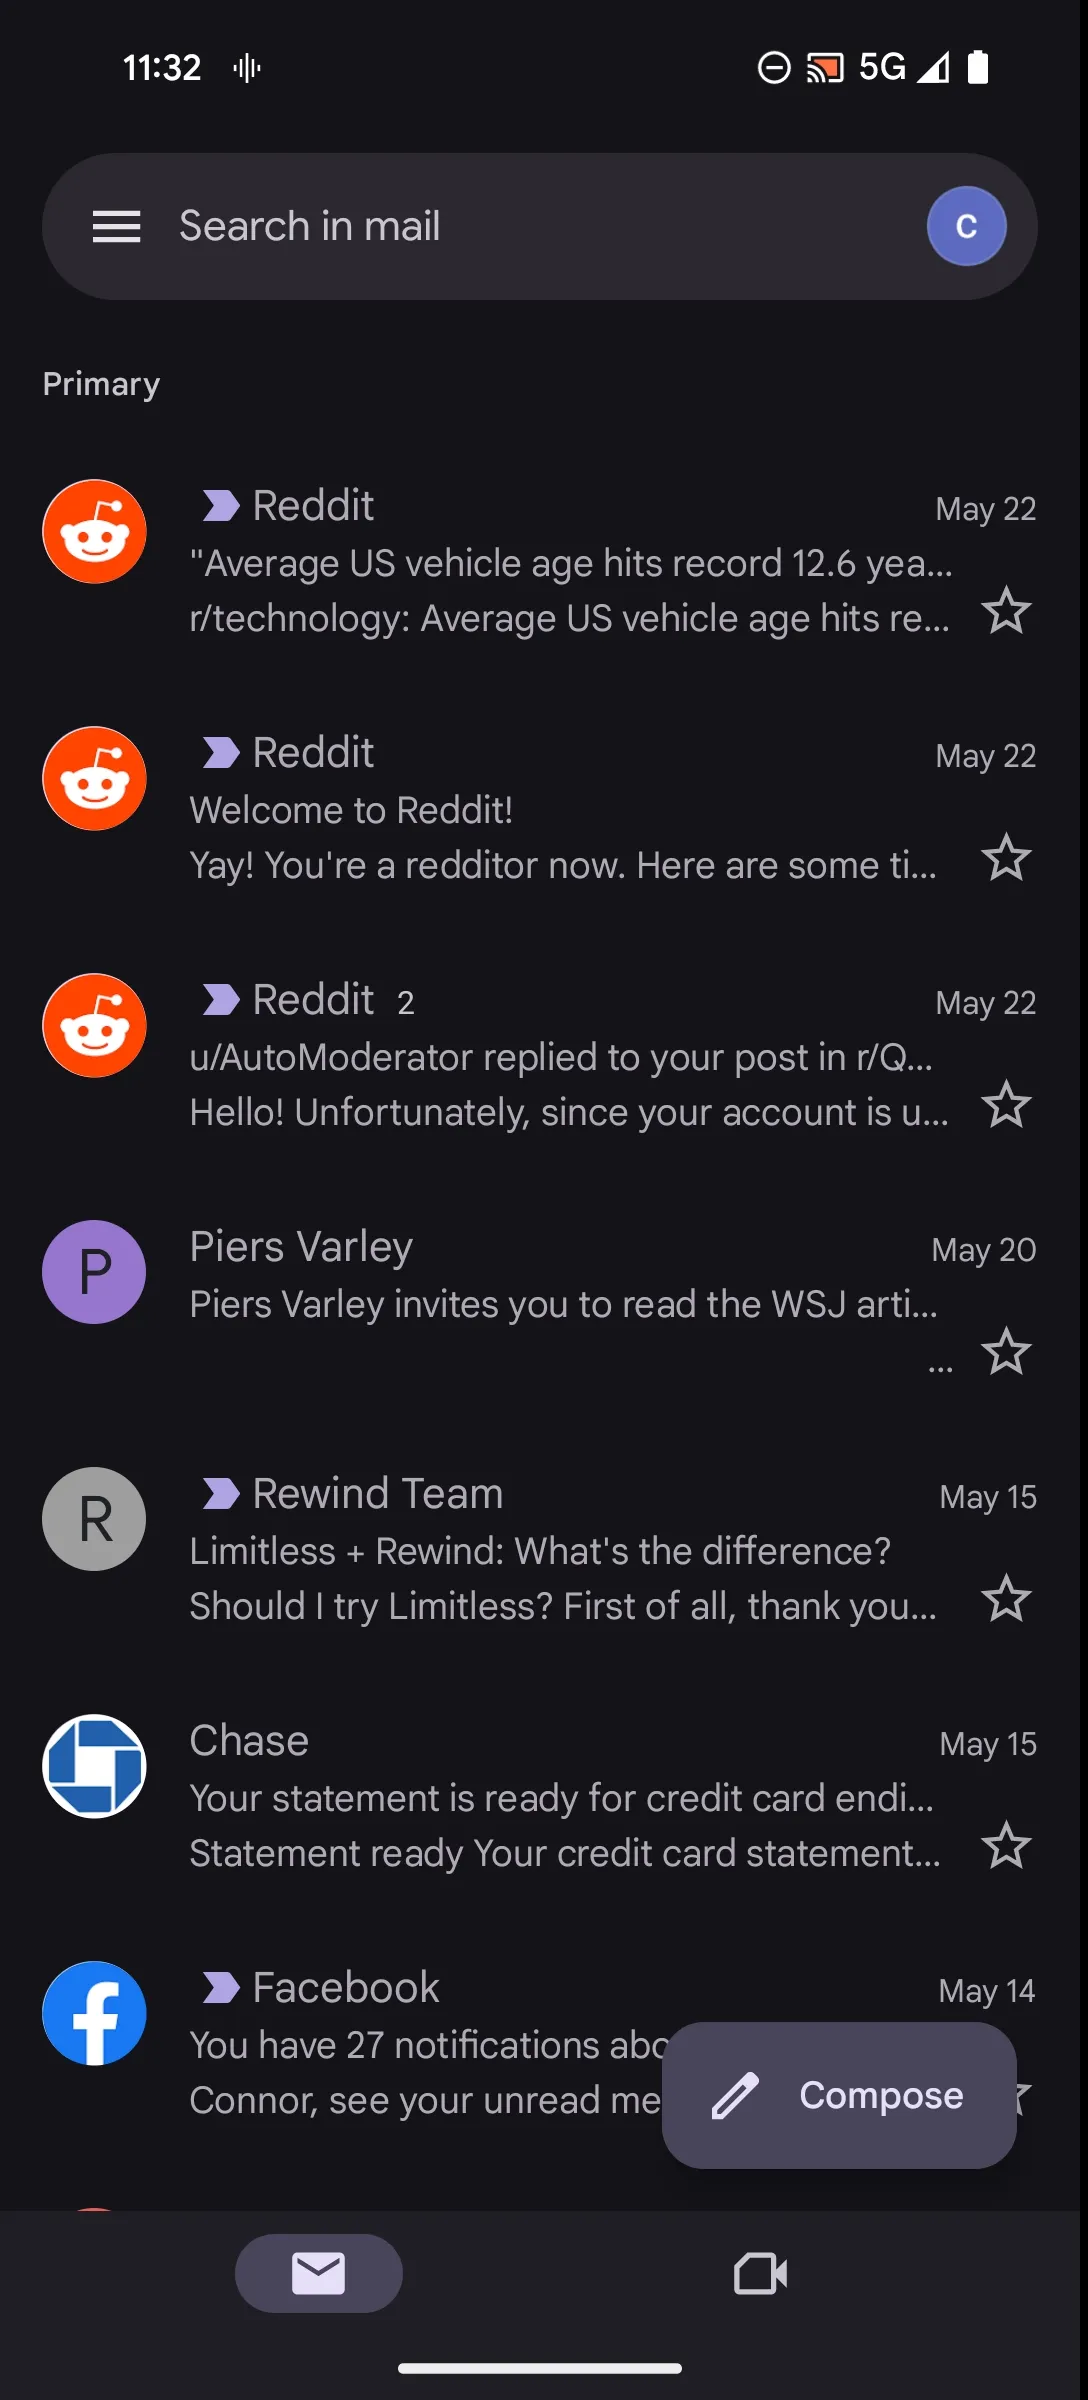 11:32
5G
Search in mail
C
Primary
Reddit
May 22
"Average US vehicle age hits record 12.6 yea...
r/technology: Average US vehicle age hits re...
Reddit
May 22
Welcome to Reddit!
Yay! You're a redditor now. Here are some ti...
Reddit 2
May 22
u/AutoModerator replied to your post in r/Q...
Hello! Unfortunately, since your account is u...
P
Piers Varley
May 20
Piers Varley invites you to read the WSJ arti...
...
R
Rewind Team
May 15
Limitless + Rewind: What's the difference?
Should I try Limitless? First of all, thank you...
Chase
May 15
Your statement is ready for credit card endi...
Statement ready Your credit card statement...
Facebook
May 14
You have 27 notifications
Connor, see your unread
Compose